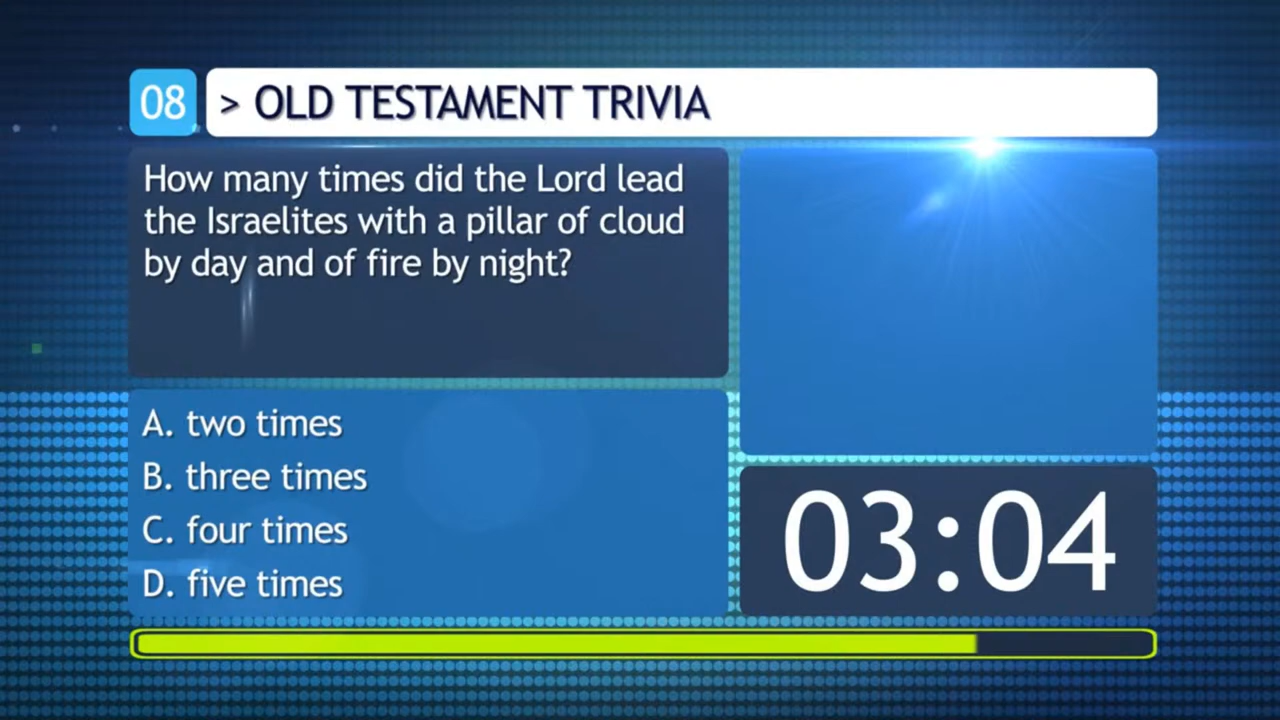 08 > OLD TESTAMENT TRIVIA
How many times did the Lord lead
the Israelites with a pillar of cloud
by day and of fire by night?
A. two times
B. three times
C. four times
D. five times
03:04